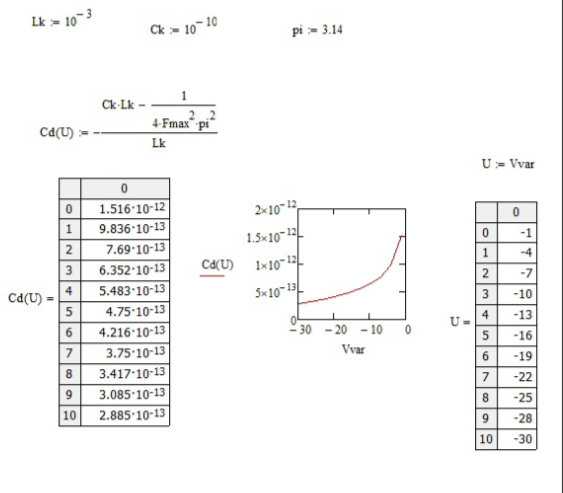 Lk := 10^-3
Ck := 10^-10
pi := 3.14
Cd(U) := -(Ck·Lk - 1/(4·Fmax^2·pi^2))/Lk
U := Vvar
Cd(U) =
0
0 1.516·10^-12
1 9.836·10^-13
2 7.69·10^-13
3 6.352·10^-13
4 5.483·10^-13
5 4.75·10^-13
6 4.216·10^-13
7 3.75·10^-13
8 3.417·10^-13
9 3.085·10^-13
10 2.885·10^-13
Cd(U)
2×10^-12
1.5×10^-12
1×10^-12
5×10^-13
0
-30 -20 -10 0
Vvar
U =
0
0 -1
1 -4
2 -7
3 -10
4 -13
5 -16
6 -19
7 -22
8 -25
9 -28
10 -30